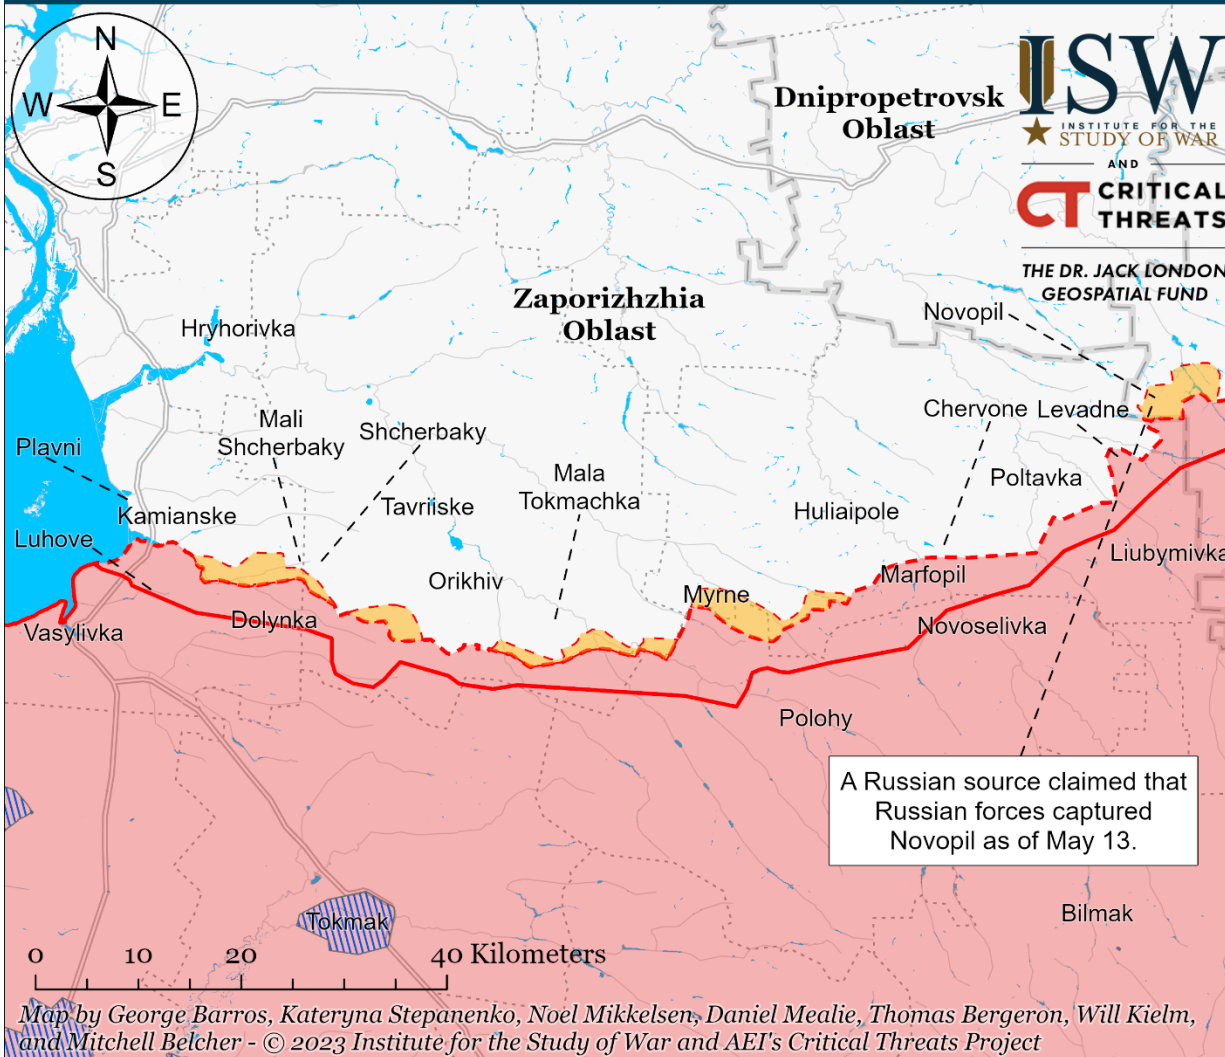 N
W
E
S
ISW
INSTITUTE FOR THE
STUDY OF WAR
AND
CT CRITICAL
THREATS
THE DR. JACK LONDON
GEOSPATIAL FUND
Dnipropetrovsk
Oblast
Zaporizhzhia
Oblast
Novopil
Hryhorivka
Mali
Shcherbaky
Shcherbaky
Chervone
Levadne
Plavni
Mala
Tokmachka
Poltavka
Kamianske
Tavriiske
Huliaipole
Luhove
Liubymivka
Orikhiv
Marfopil
Myrne
Vasylivka
Dolynka
Novoselivka
Polohy
A Russian source claimed that
Russian forces captured
Novopil as of May 13.
Tokmak
Bilmak
0 10 20 40 Kilometers
Map by George Barros, Kateryna Stepanenko, Noel Mikkelsen, Daniel Mealie, Thomas Bergeron, Will Kielm,
and Mitchell Belcher - © 2023 Institute for the Study of War and AEI's Critical Threats Project